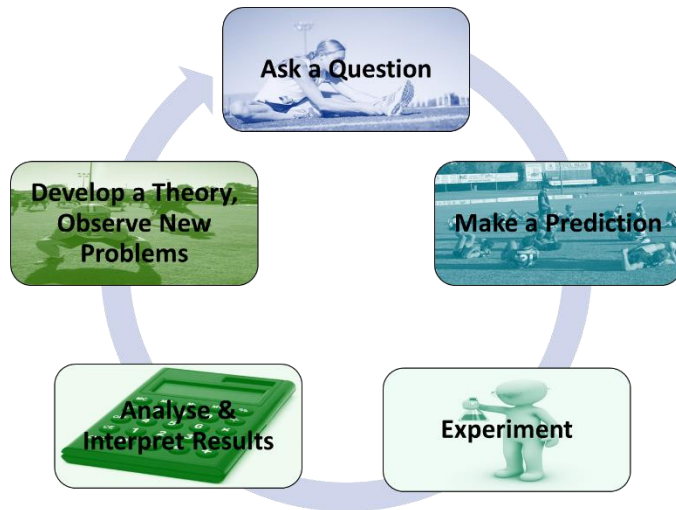 Ask a Question
Make a Prediction
Experiment
Analyse &
Interpret Results
Develop a Theory,
Observe New
Problems